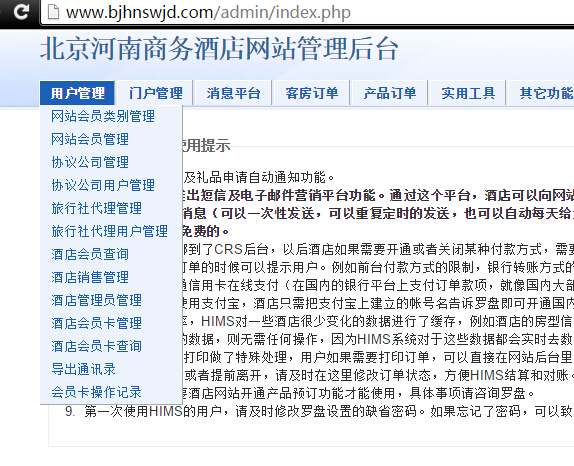 www.bjhnswjd.com/admin/index.php
北京河南商务酒店网站管理后台
用户管理 门户管理 消息平台 客房订单 产品订单 实用工具 其它功能
网站会员类别管理
使用提示
网站会员管理
协议公司管理
及礼品申请自动通知功能。
协议公司用户管理
出短信及电子邮件营销平台功能。通过这个平台，酒店可以向网站
旅行社代理管理
消息（可以一次性发送，可以重复定时的发送，也可以自动每天给
旅行社代理用户管理
免费的。
酒店会员查询
到了CRS后台，以后酒店如果需要开通或者关闭某种付款方式，需要
酒店销售管理
订单的时候可以提示用户。例如前台付款方式的限制，银行转账方式的
信用卡在线支付（在国内的银行平台上支付订单款项，就像国内大部
酒店管理员管理
使用支付宝，酒店只需把支付宝上建立的帐号名告诉罗盘即可开通国内
酒店会员卡管理
，HIMS对一些酒店很少变化的数据进行了缓存，例如酒店的房型信
酒店会员卡查询
的数据，则无需任何操作，因为HIMS系统对于这些数据都会实时去数
打印做了特殊处理，用户如果需要打印订单，可以直接在网站后台里
导出通讯录
或者提前离开，请及时在这里修改订单状态，方便HIMS结算和对账。
会员卡操作记录
要酒店网站开通产品预订功能才能使用，具体事项请咨询罗盘。
9. 第一次使用HIMS的用户，请及时修改罗盘设置的缺省密码。如果忘记了密码，可以致